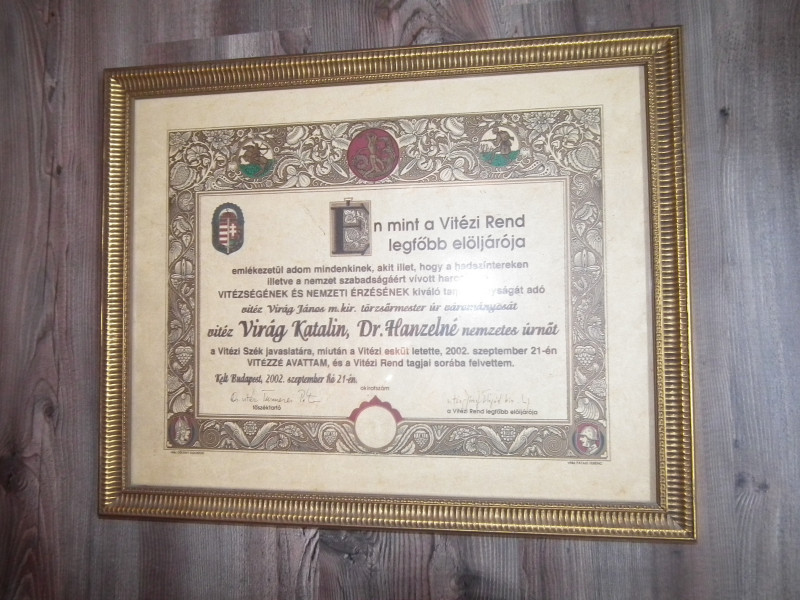 Én mint a Vitézi Rend
legfőbb elöljárója
emlékezetül adom mindenkinek, akit illet, hogy a hadszíntereken
illetve a nemzet szabadságáért vívott
VITÉZSÉGÉNEK ÉS NEMZETI ÉRZÉSÉNEK kiváló adó
vitéz Virág János m.kir. törzsőrmester úr várományosát
vitéz Virág Katalin, Dr. Hanzelné nemzetes úrnőt
a Vitézi Szék javaslatára, miután a Vitézi esküt letette, 2002. szeptember 21-én
VITÉZZÉ AVATTAM, és a Vitézi Rend tagjai sorába felvettem.
Kelt Budapest, 2002. szeptember hó 21-én.
törzskari
a Vitézi Rend legfőbb elöljárója